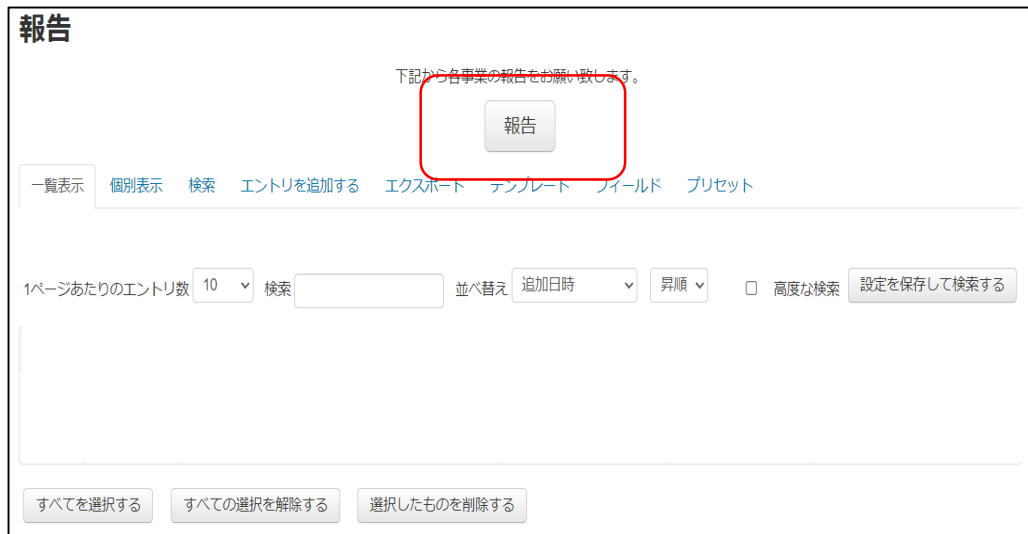 報告
下記から各事業の報告をお願い致します。
報告
一覧表示 個別表示 検索 エントリを追加する エクスポート テンプレート フィールド プリセット
1ページあたりのエントリ数 10 検索 並べ替え 追加日時 昇順 高度な検索 設定を保存して検索する
すべてを選択する すべての選択を解除する 選択したものを削除する